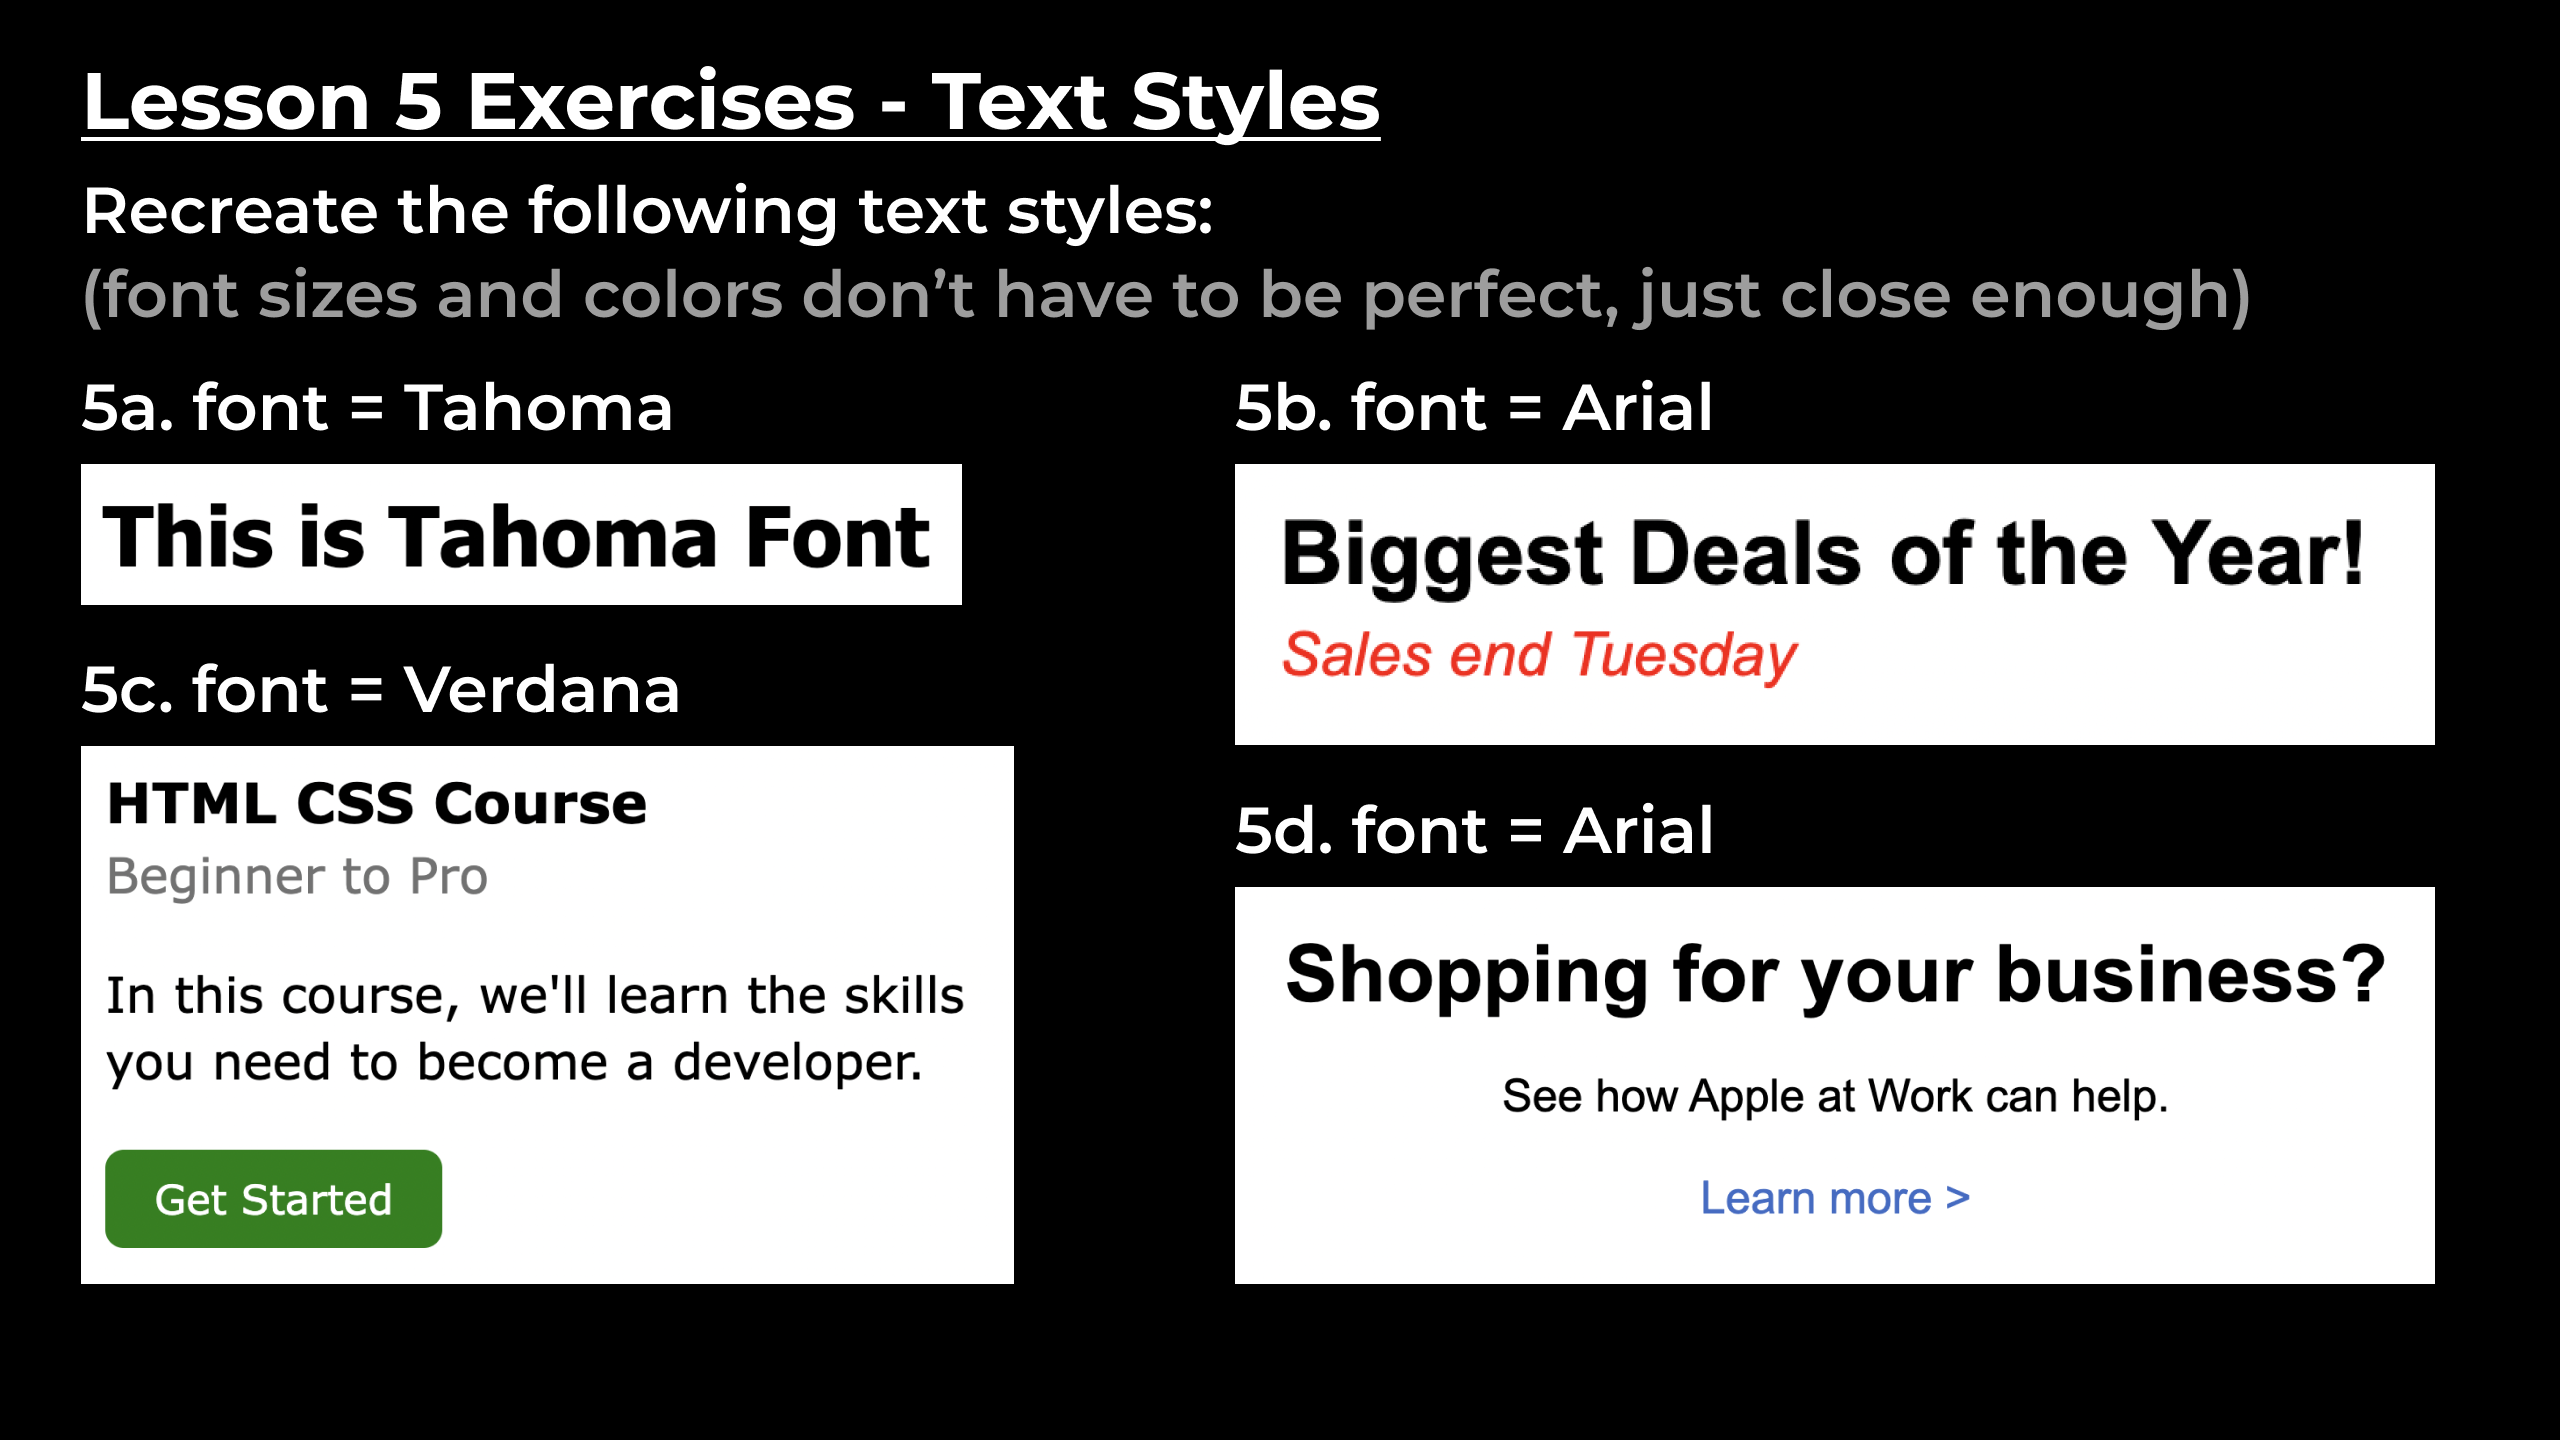 Lesson 5 Exercises - Text Styles
Recreate the following text styles:
(font sizes and colors don’t have to be perfect, just close enough)
5a. font = Tahoma
This is Tahoma Font
5b. font = Arial
Biggest Deals of the Year!
Sales end Tuesday
5c. font = Verdana
HTML CSS Course
Beginner to Pro
In this course, we'll learn the skills
you need to become a developer.
Get Started
5d. font = Arial
Shopping for your business?
See how Apple at Work can help.
Learn more >